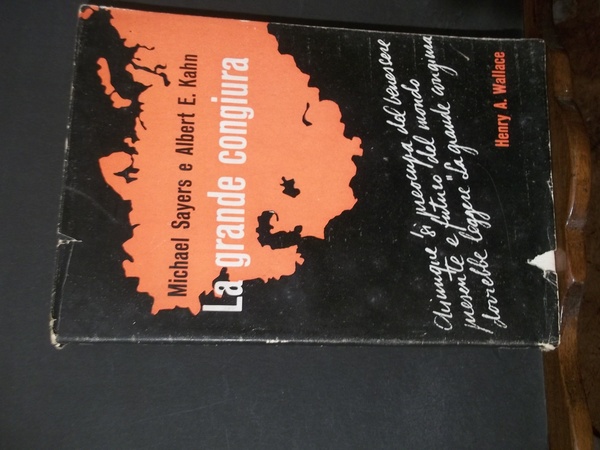 Michael Sayers e Albert E. Kahn
La grande congiura
Chiunque si preoccupa del benessere
presente e futuro del mondo
dovrebbe leggere La grande congiura
Henry A. Wallace